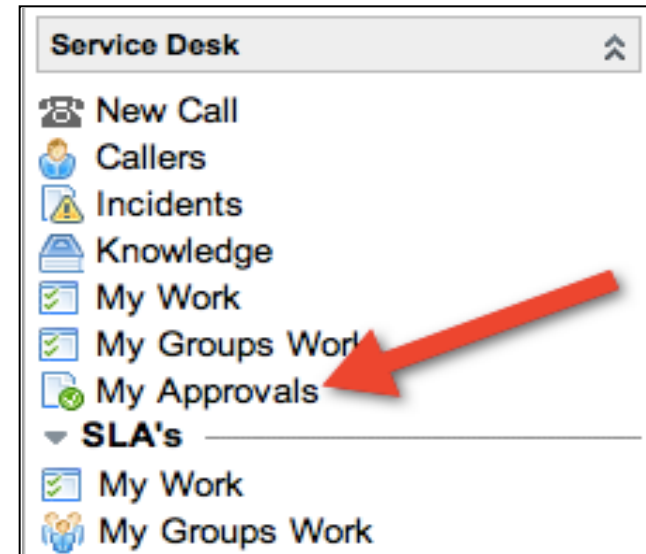 Service Desk
New Call
Callers
Incidents
Knowledge
My Work
My Groups Work
My Approvals
SLA's
My Work
My Groups Work